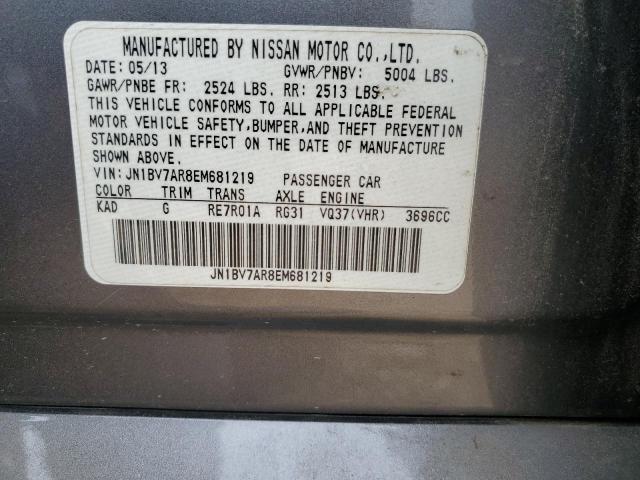 MANUFACTURED BY NISSAN MOTOR CO.,LTD.
DATE: 05/13 GVWR/PNBV: 5004 LBS.
GAWR/PNBE FR: 2524 LBS. RR: 2513 LBS.
THIS VEHICLE CONFORMS TO ALL APPLICABLE FEDERAL
MOTOR VEHICLE SAFETY,BUMPER,AND THEFT PREVENTION
STANDARDS IN EFFECT ON THE DATE OF MANUFACTURE
SHOWN ABOVE.
VIN:JN1BV7AR8EM681219 PASSENGER CAR
COLOR TRIM TRANS AXLE ENGINE
KAD G RE7R01A RG31 VQ37(VHR) 3696CC
JN1BV7AR8EM681219